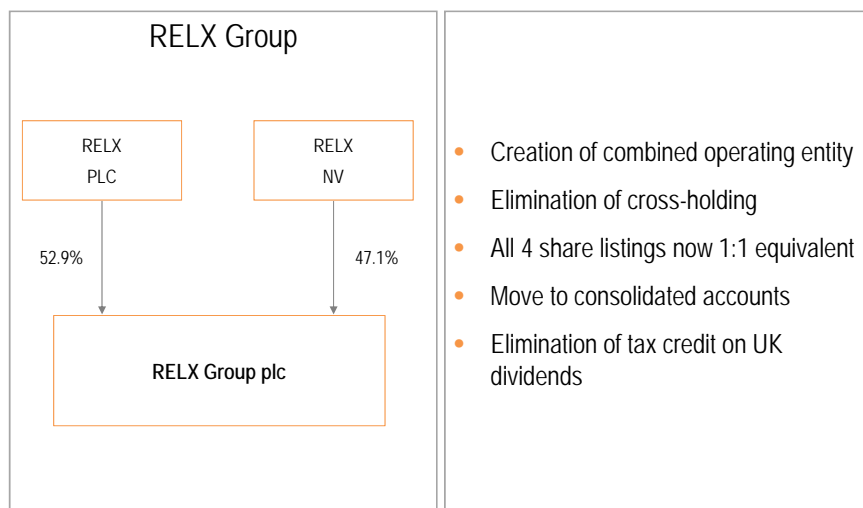 RELX Group
RELX
PLC
RELX
NV
52.9%
47.1%
RELX Group plc
• Creation of combined operating entity
• Elimination of cross-holding
• All 4 share listings now 1:1 equivalent
• Move to consolidated accounts
• Elimination of tax credit on UK
dividends